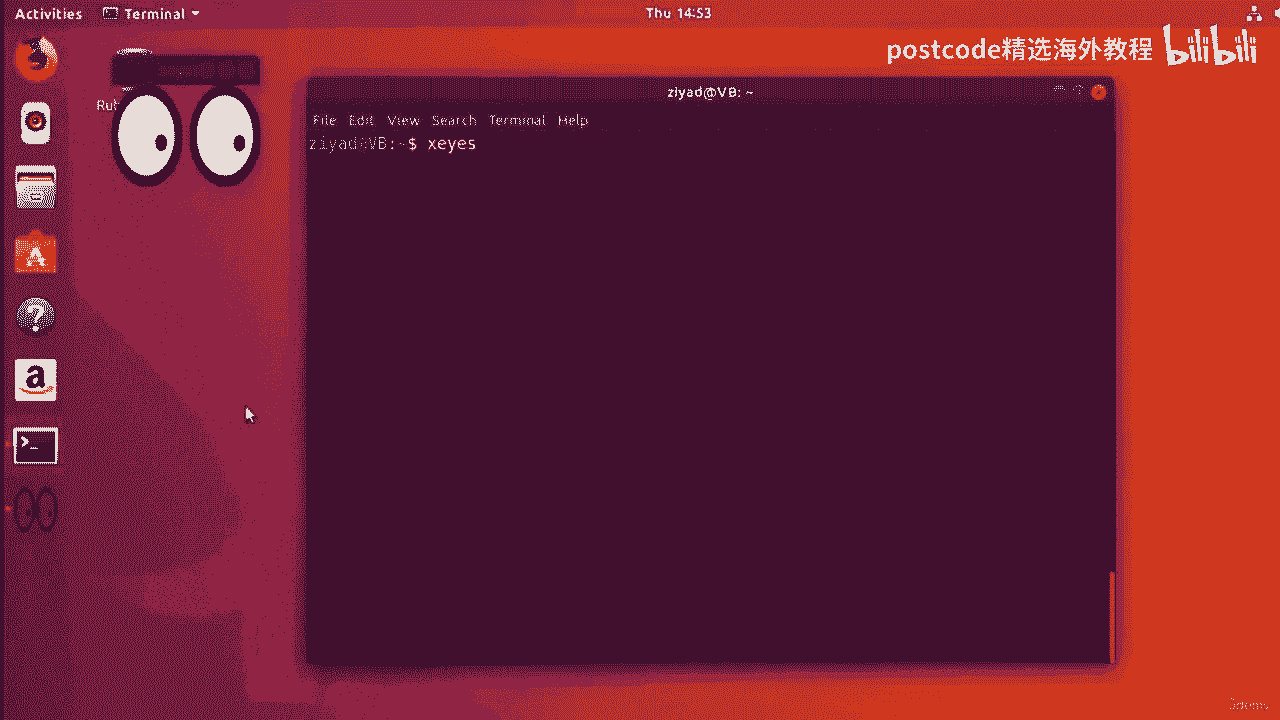 Activities Terminal Thu 14:53
postcode精选海外教程 bilibili
Rub
ziyad@VB: ~
File Edit View Search Terminal Help
ziyad@VB:~$ xeyes